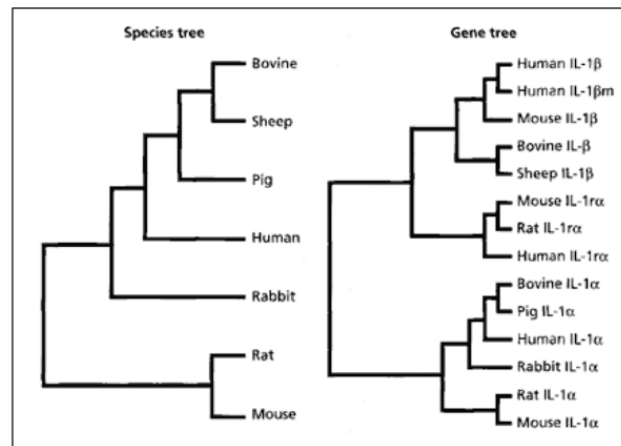 Species tree
Bovine
Sheep
Pig
Human
Rabbit
Rat
Mouse
Gene tree
Human IL-1β
Human IL-1βm
Mouse IL-1β
Bovine IL-β
Sheep IL-1β
Mouse IL-1rα
Rat IL-1rα
Human IL-1rα
Bovine IL-1α
Pig IL-1α
Human IL-1α
Rabbit IL-1α
Rat IL-1α
Mouse IL-1α